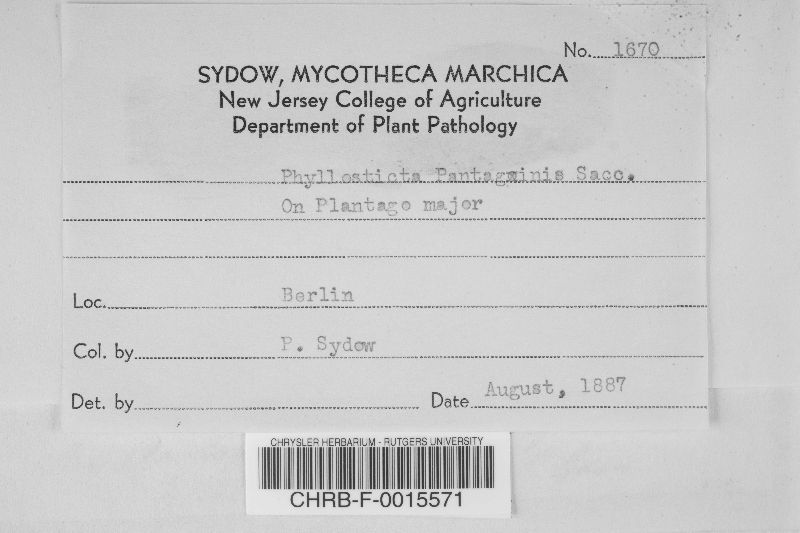 No. 1670
SYDOW, MYCOTHECA MARCHICA
New Jersey College of Agriculture
Department of Plant Pathology
Phyllosticta Pantagainis Sacc.
On Plantago major
Loc. Berlin
Col. by P. Sydow
Det. by Date August, 1887
CHRYSLER HERBARIUM - RUTGERS UNIVERSITY
CHRB-F-0015571